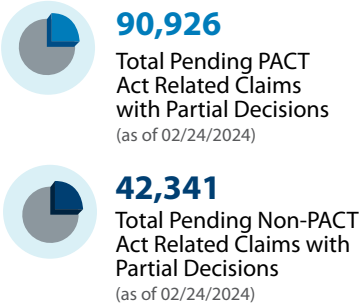 90,926
Total Pending PACT
Act Related Claims
with Partial Decisions
(as of 02/24/2024)
42,341
Total Pending Non-PACT
Act Related Claims with
Partial Decisions
(as of 02/24/2024)